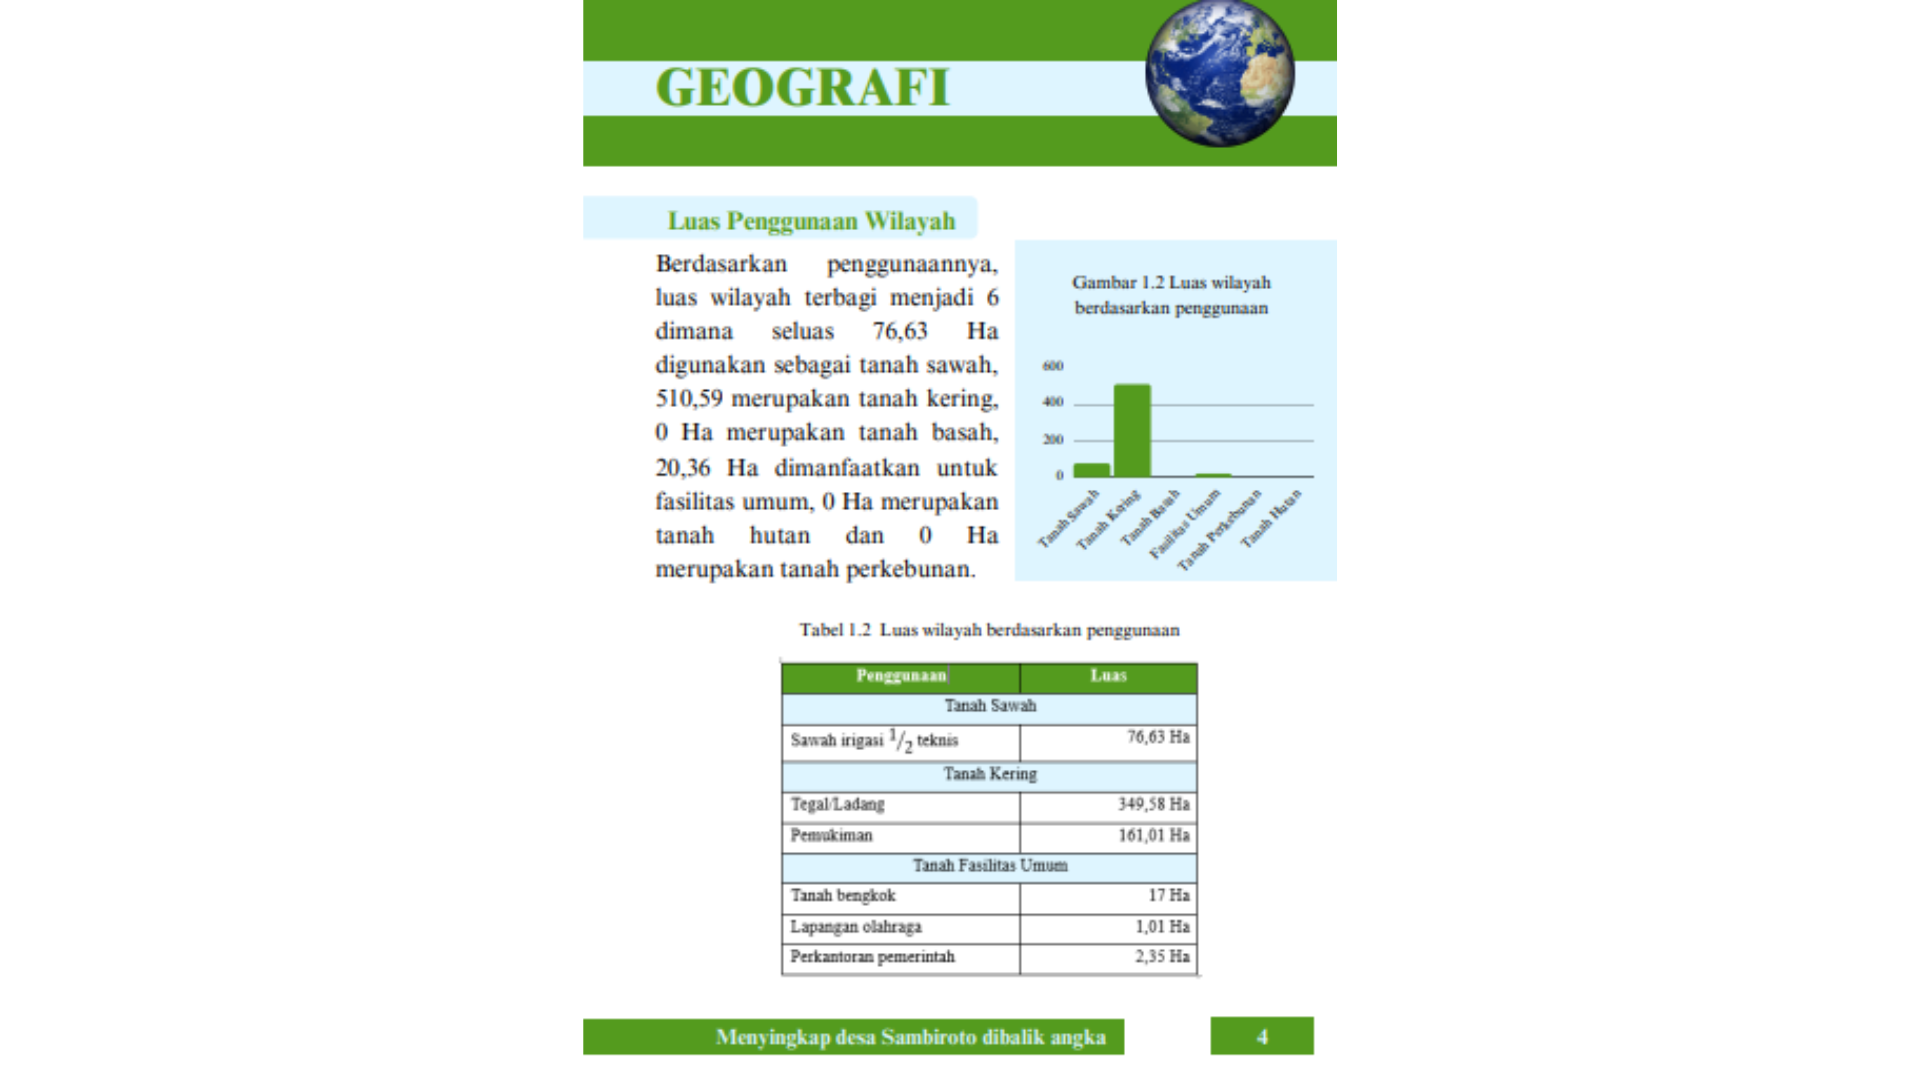 GEOGRAFI
Luas Penggunaan Wilayah
Berdasarkan penggunaannya,
luas wilayah terbagi menjadi 6
dimana seluas 76,63 Ha
digunakan sebagai tanah sawah,
510,59 merupakan tanah kering,
0 Ha merupakan tanah basah,
20,36 Ha dimanfaatkan untuk
fasilitas umum, 0 Ha merupakan
tanah hutan dan 0 Ha
merupakan tanah perkebunan.
Gambar 1.2 Luas wilayah
berdasarkan penggunaan
600
400
200
0
Tanah Sawah
Tanah Kering
Tanah Basah
Fasilitas Umum
Tanah Perkebunan
Tanah Hutan
Tabel 1.2 Luas wilayah berdasarkan penggunaan
Penggunaan Luas
Tanah Sawah
Sawah irigasi 1/2 teknis 76,63 Ha
Tanah Kering
Tegal/Ladang 349,58 Ha
Pemukiman 161,01 Ha
Tanah Fasilitas Umum
Tanah bengkok 17 Ha
Lapangan olahraga 1,01 Ha
Perkantoran pemerintah 2,35 Ha
Menyingkap desa Sambiroto dibalik angka 4